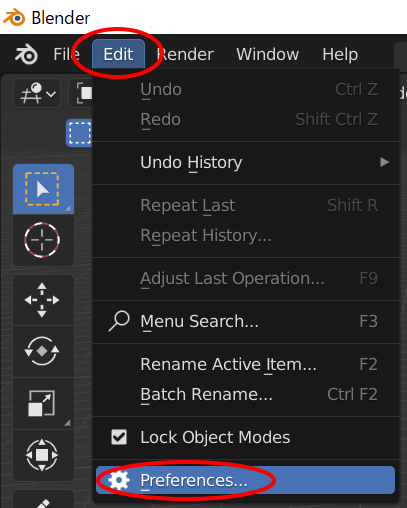 Blender
File Edit Render Window Help
Undo Ctrl Z
Redo Shift Ctrl Z
Undo History
Repeat Last Shift R
Repeat History...
Adjust Last Operation... F9
Menu Search... F3
Rename Active Item... F2
Batch Rename... Ctrl F2
Lock Object Modes
Preferences...